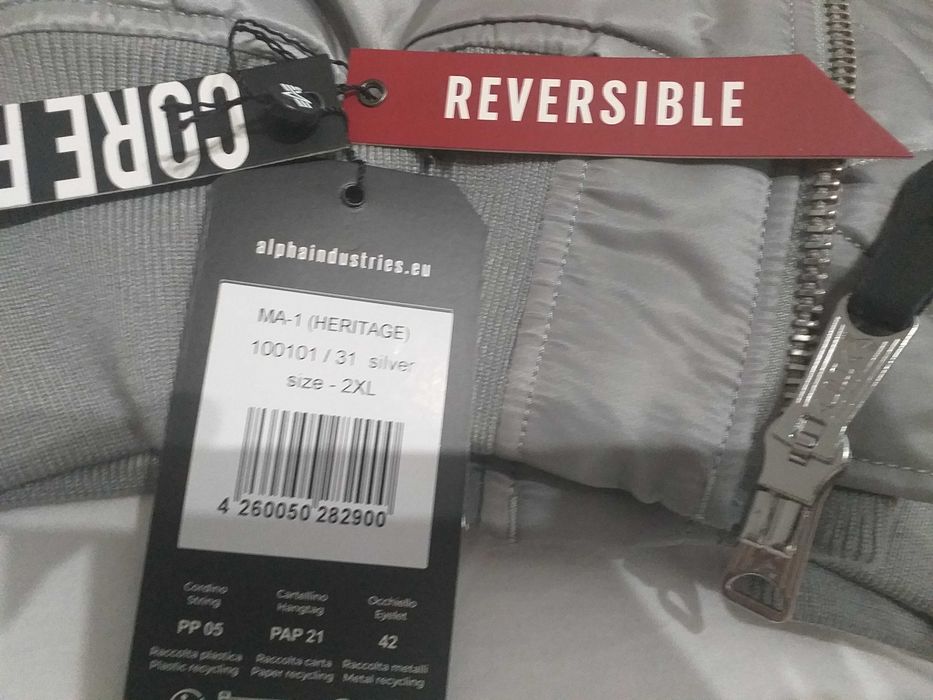 REVERSIBLE
CORE
alphaindustries.eu
MA-1 (HERITAGE)
100101 / 31 silver
size - 2XL
4 260050 282900
Cordino Cartellino Occhiello
String Hangtag Eyelet
PP 05 PAP 21 42
Raccolta plastica Raccolta carta Raccolta metalli
Plastic recycling Paper recycling Metal recycling